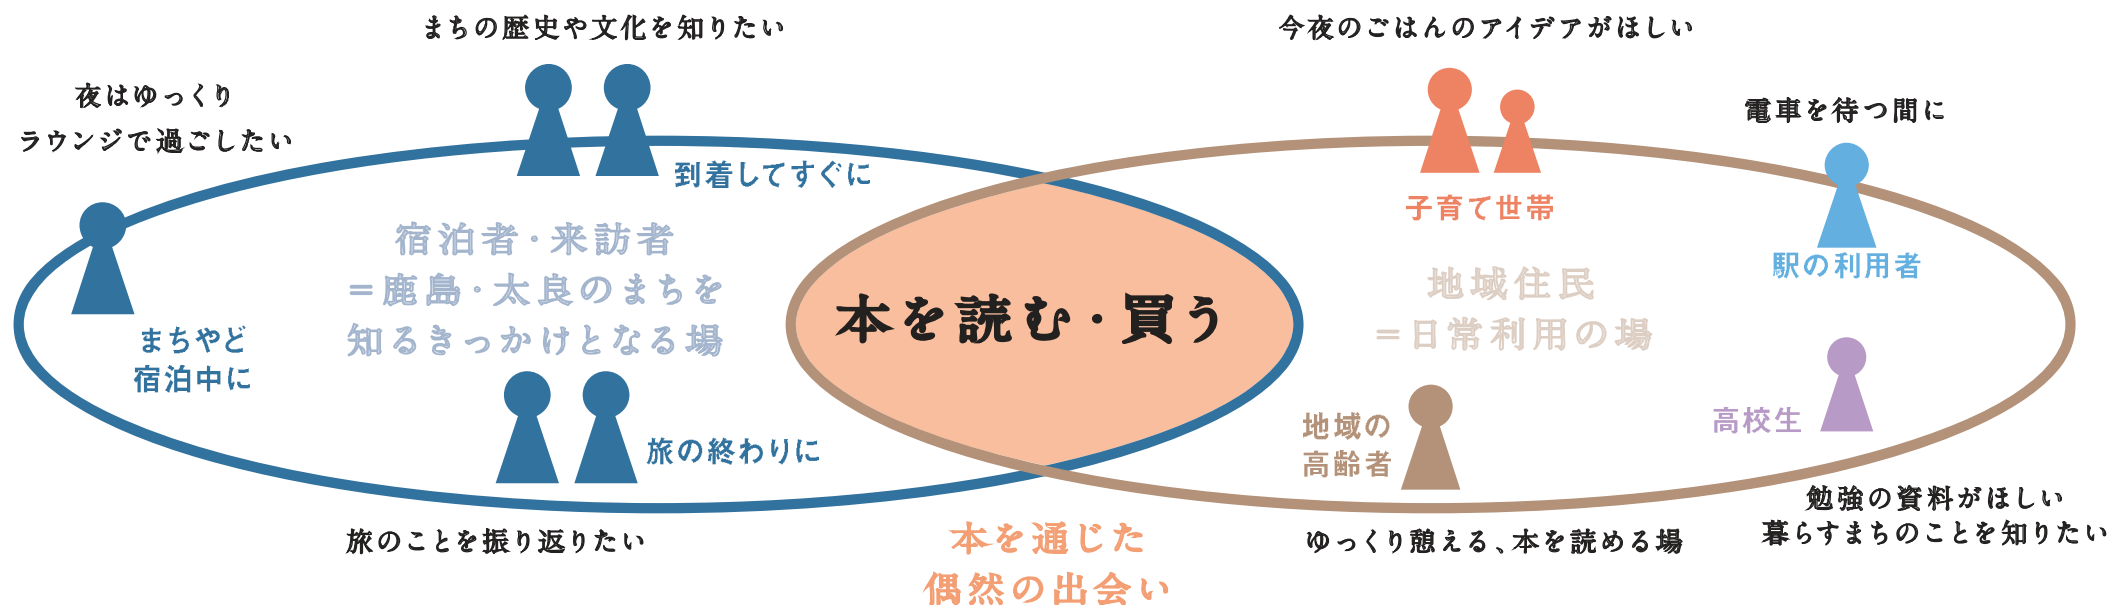 まちの歴史や文化を知りたい
夜はゆっくり
ラウンジで過ごしたい
到着してすぐに
宿泊者・来訪者
=鹿島・太良のまちを
知るきっかけとなる場
まちやど
宿泊中に
旅の終わりに
旅のことを振り返りたい
本を読む・買う
本を通じた
偶然の出会い
今夜のごはんのアイデアがほしい
子育て世帯
電車を待つ間に
駅の利用者
地域住民
=日常利用の場
地域の
高齢者
高校生
ゆっくり憩える、本を読める場
勉強の資料がほしい
暮らすまちのことを知りたい